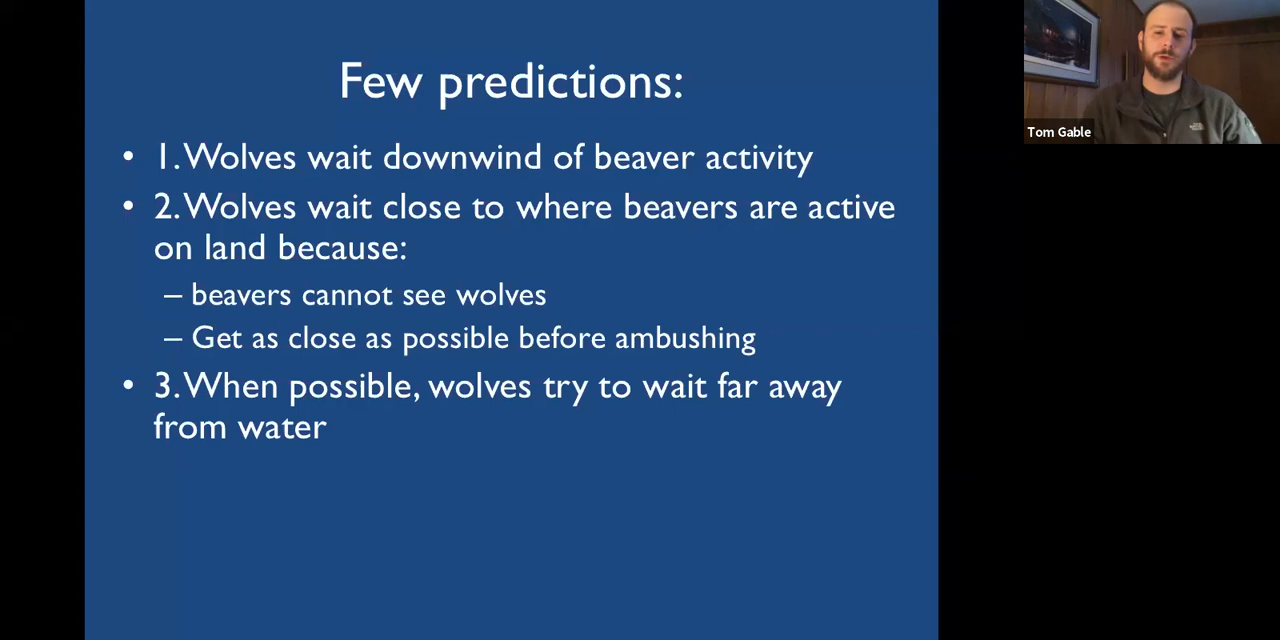 Few predictions:
• 1. Wolves wait downwind of beaver activity
• 2. Wolves wait close to where beavers are active
on land because:
– beavers cannot see wolves
– Get as close as possible before ambushing
• 3. When possible, wolves try to wait far away
from water
Tom Gable